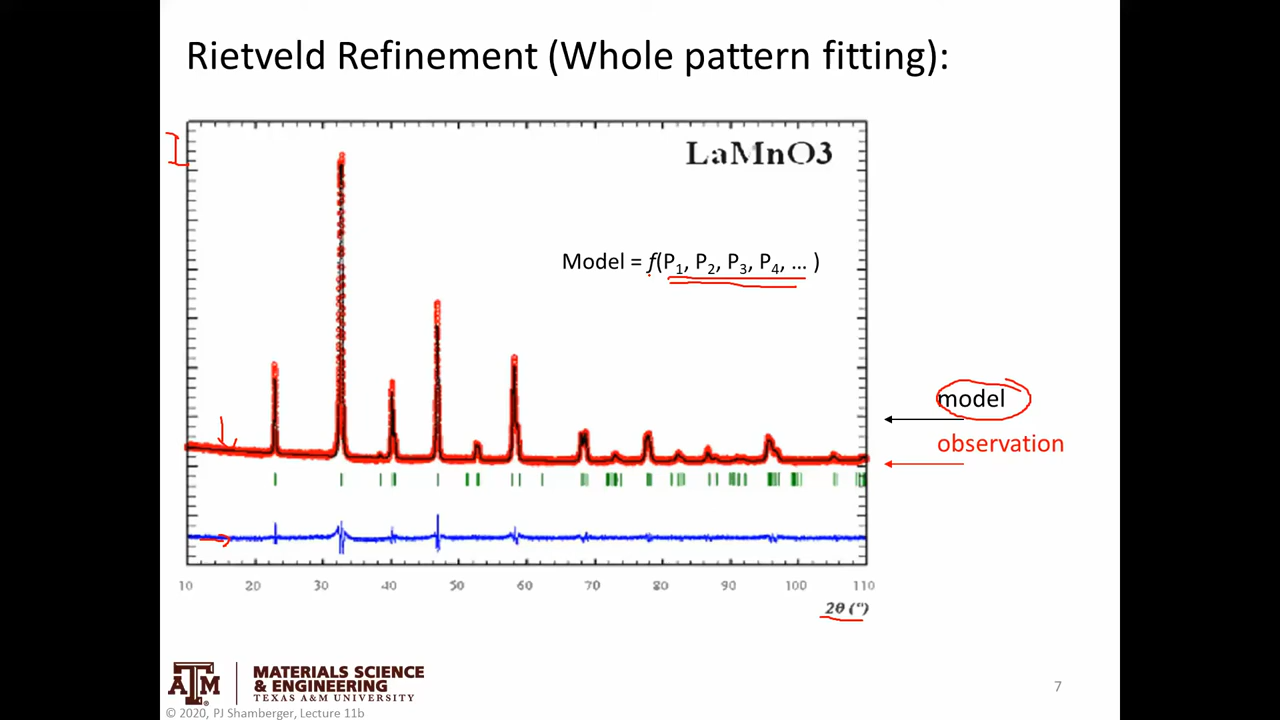 Rietveld Refinement (Whole pattern fitting):
I
LaMnO3
Model = f(P1, P2, P3, P4, … )
model
observation
10 20 30 40 50 60 70 80 90 100 110
2θ (°)
ĀM MATERIALS SCIENCE
& ENGINEERING
TEXAS A&M UNIVERSITY
© 2020, PJ Shamberger, Lecture 11b
7